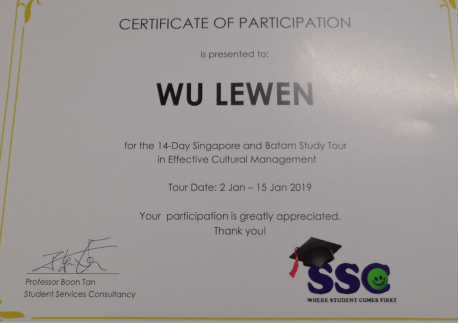 CERTIFICATE OF PARTICIPATION
is presented to:
WU LEWEN
for the 14-Day Singapore and Batam Study Tour
in Effective Cultural Management
Tour Date: 2 Jan – 15 Jan 2019
Your participation is greatly appreciated.
Thank you!
Professor Boon Tan
Student Services Consultancy
SSC
WHERE STUDENT COMES FIRST